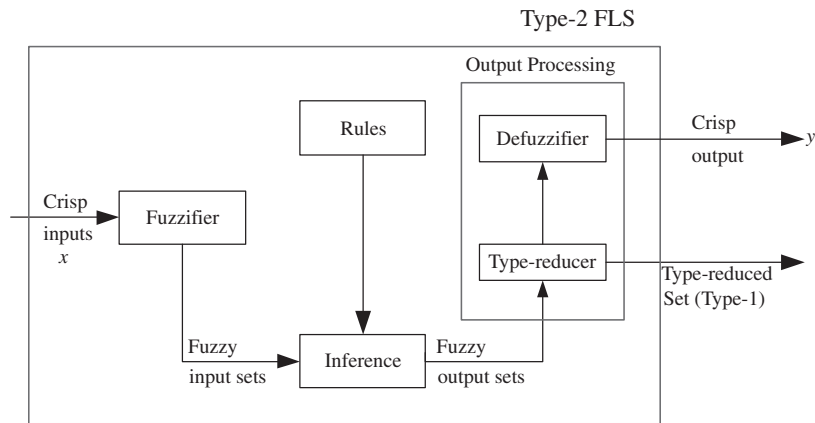 Type-2 FLS
Output Processing
Rules
Defuzzifier
Crisp
output
y
Crisp
inputs
x
Fuzzifier
Type-reducer
Type-reduced
Set (Type-1)
Fuzzy
input sets
Inference
Fuzzy
output sets